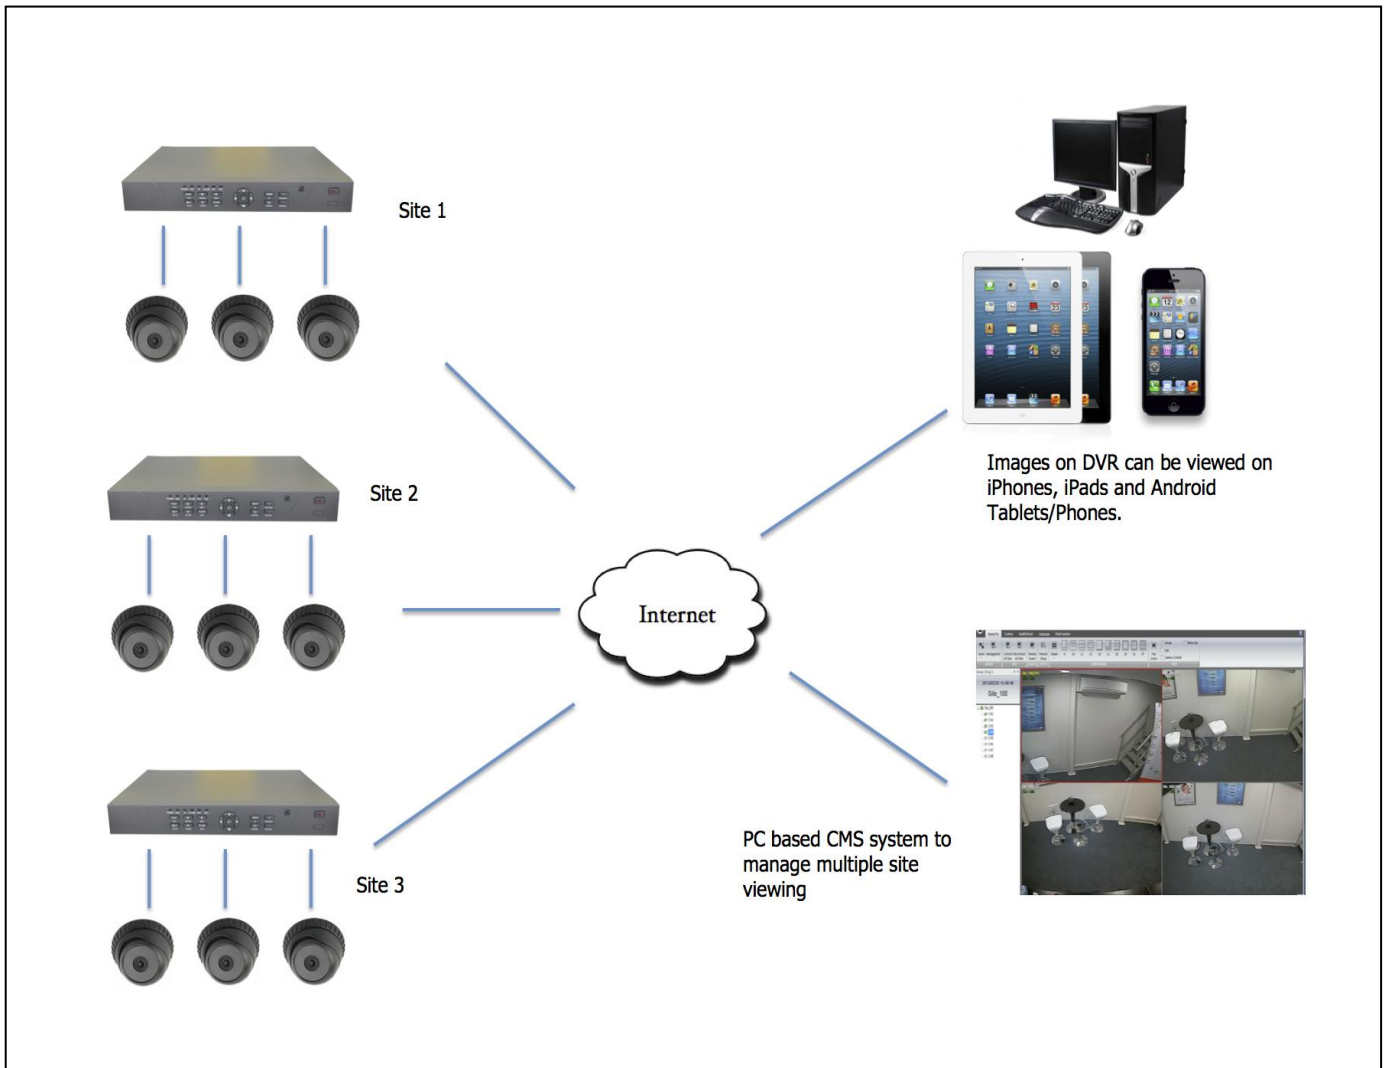 Site 1
Site 2
Site 3
Internet
Images on DVR can be viewed on
iPhones, iPads and Android
Tablets/Phones.
PC based CMS system to
manage multiple site
viewing
Site_100